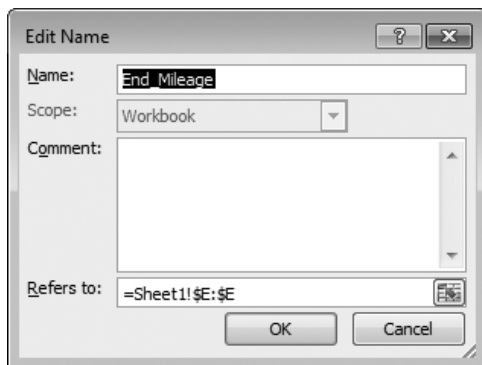 Edit Name
?
Name: End_Mileage
Scope: Workbook
Comment:
Refers to: =Sheet1!$E:$E
OK Cancel